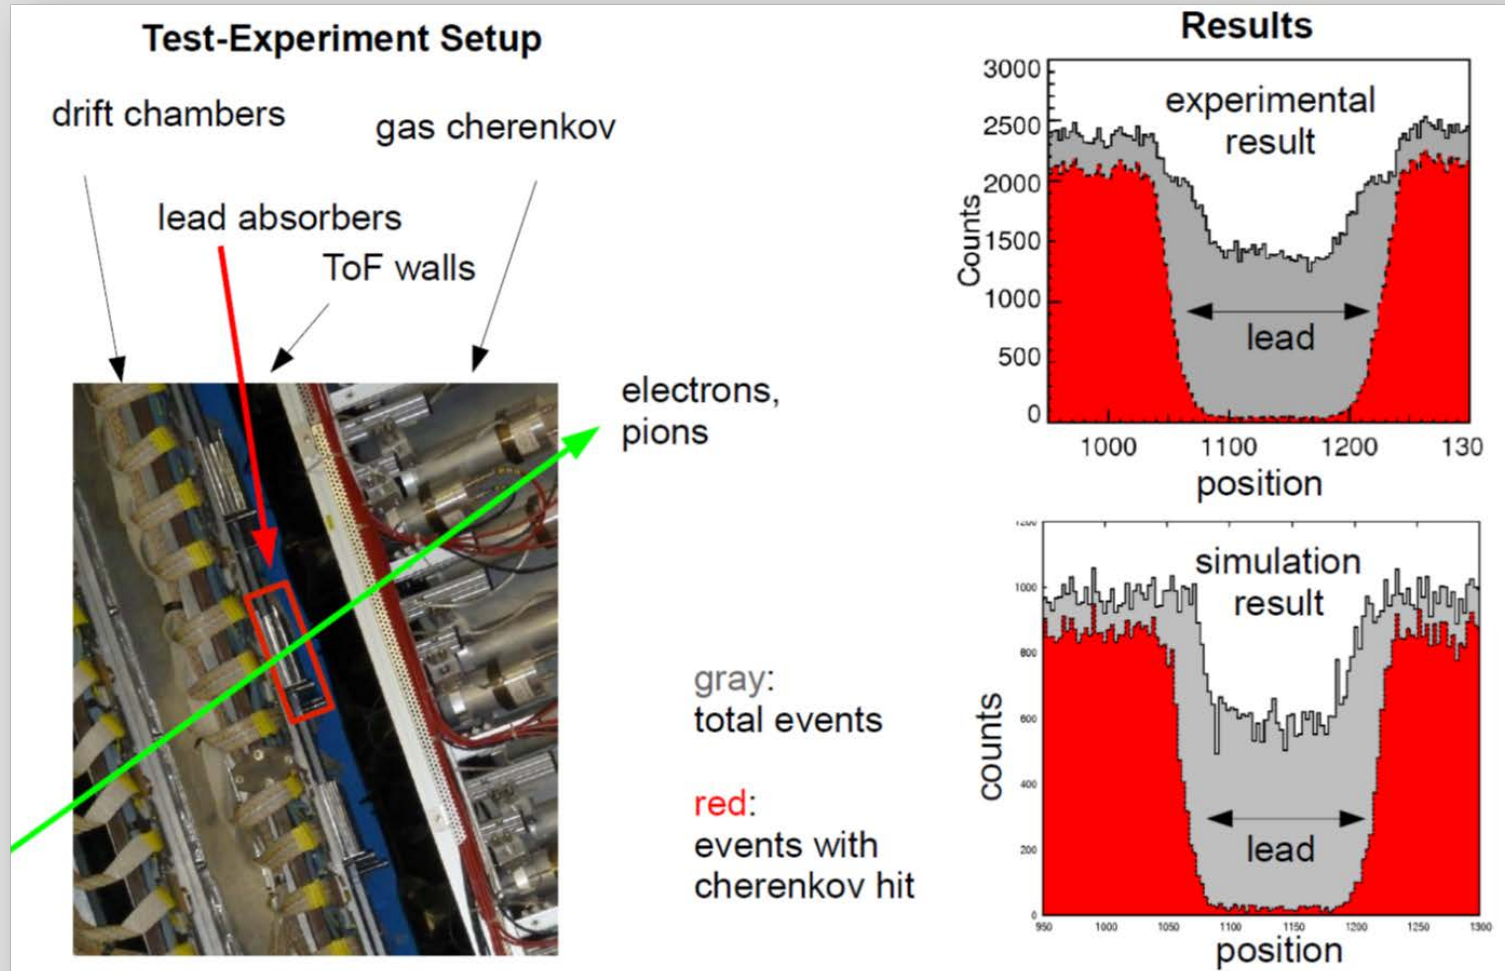 Test-Experiment Setup
drift chambers
gas cherenkov
lead absorbers
ToF walls
electrons,
pions
gray:
total events
red:
events with
cherenkov hit
Results
experimental
result
3000
2500
2000
1500
1000
500
0
Counts
lead
1000 1100 1200 130
position
simulation
result
1200
1000
800
600
400
200
0
counts
lead
950 1000 1050 1100 1150 1200 1250 1300
position